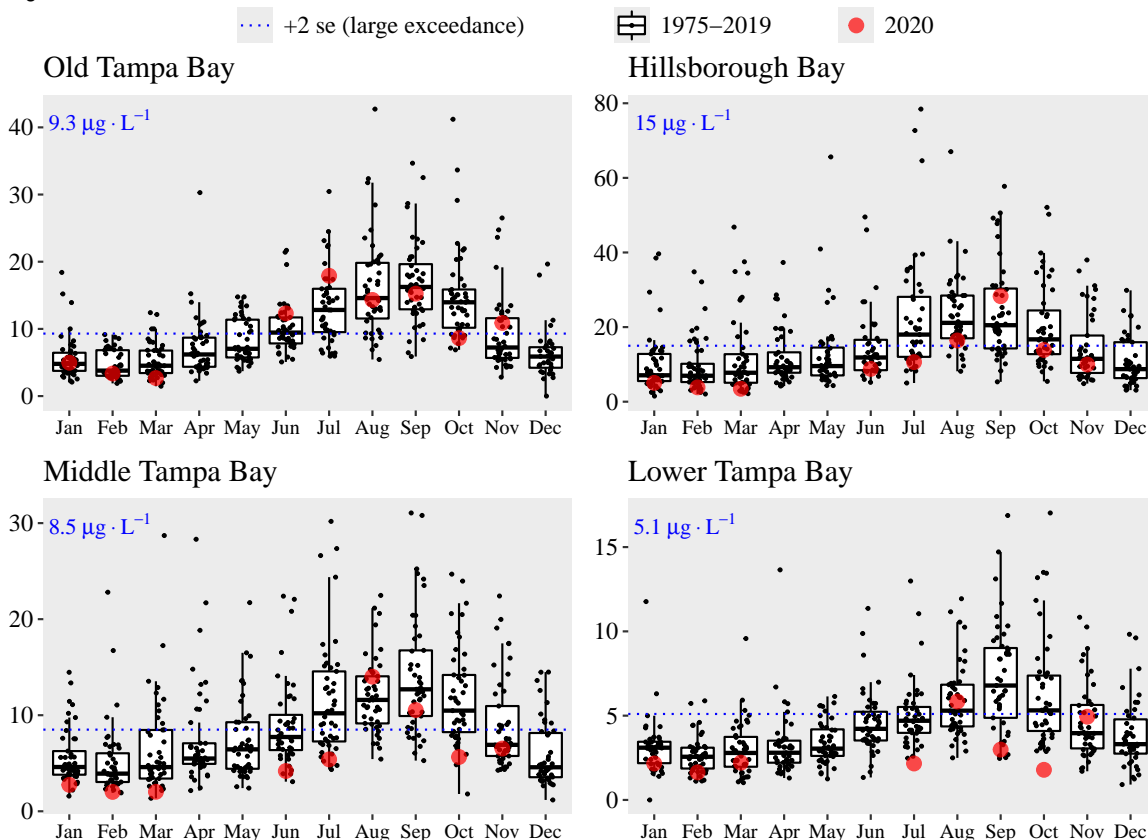 +2 se (large exceedance) 1975−2019 2020
Old Tampa Bay
9.3 μg · L⁻¹
40
30
20
10
0
Jan Feb Mar Apr May Jun Jul Aug Sep Oct Nov Dec
Hillsborough Bay
15 μg · L⁻¹
80
60
40
20
0
Jan Feb Mar Apr May Jun Jul Aug Sep Oct Nov Dec
Middle Tampa Bay
8.5 μg · L⁻¹
30
20
10
0
Jan Feb Mar Apr May Jun Jul Aug Sep Oct Nov Dec
Lower Tampa Bay
5.1 μg · L⁻¹
15
10
5
0
Jan Feb Mar Apr May Jun Jul Aug Sep Oct Nov Dec